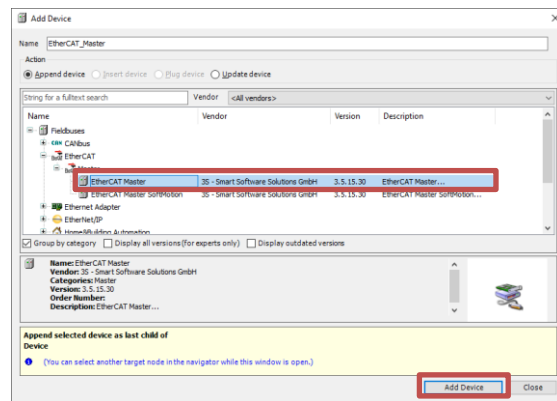 Add Device
Name EtherCAT_Master
Action
Append device Insert device Plug device Update device
String for a fulltext search Vendor <All vendors>
Name Vendor Version Description
Fieldbuses
CAN CANbus
EtherCAT
Master
EtherCAT Master 3S - Smart Software Solutions GmbH 3.5.15.30 EtherCAT Master...
EtherCAT Master SoftMotion 3S - Smart Software Solutions GmbH 3.5.15.30 EtherCAT Master SoftMotion...
Ethernet Adapter
EtherNet/IP
Home&Building Automation
Group by category Display all versions (for experts only) Display outdated versions
Name: EtherCAT Master
Vendor: 3S - Smart Software Solutions GmbH
Categories: Master
Version: 3.5.15.30
Order Number:
Description: EtherCAT Master...
Append selected device as last child of
Device
(You can select another target node in the navigator while this window is open.)
Add Device Close